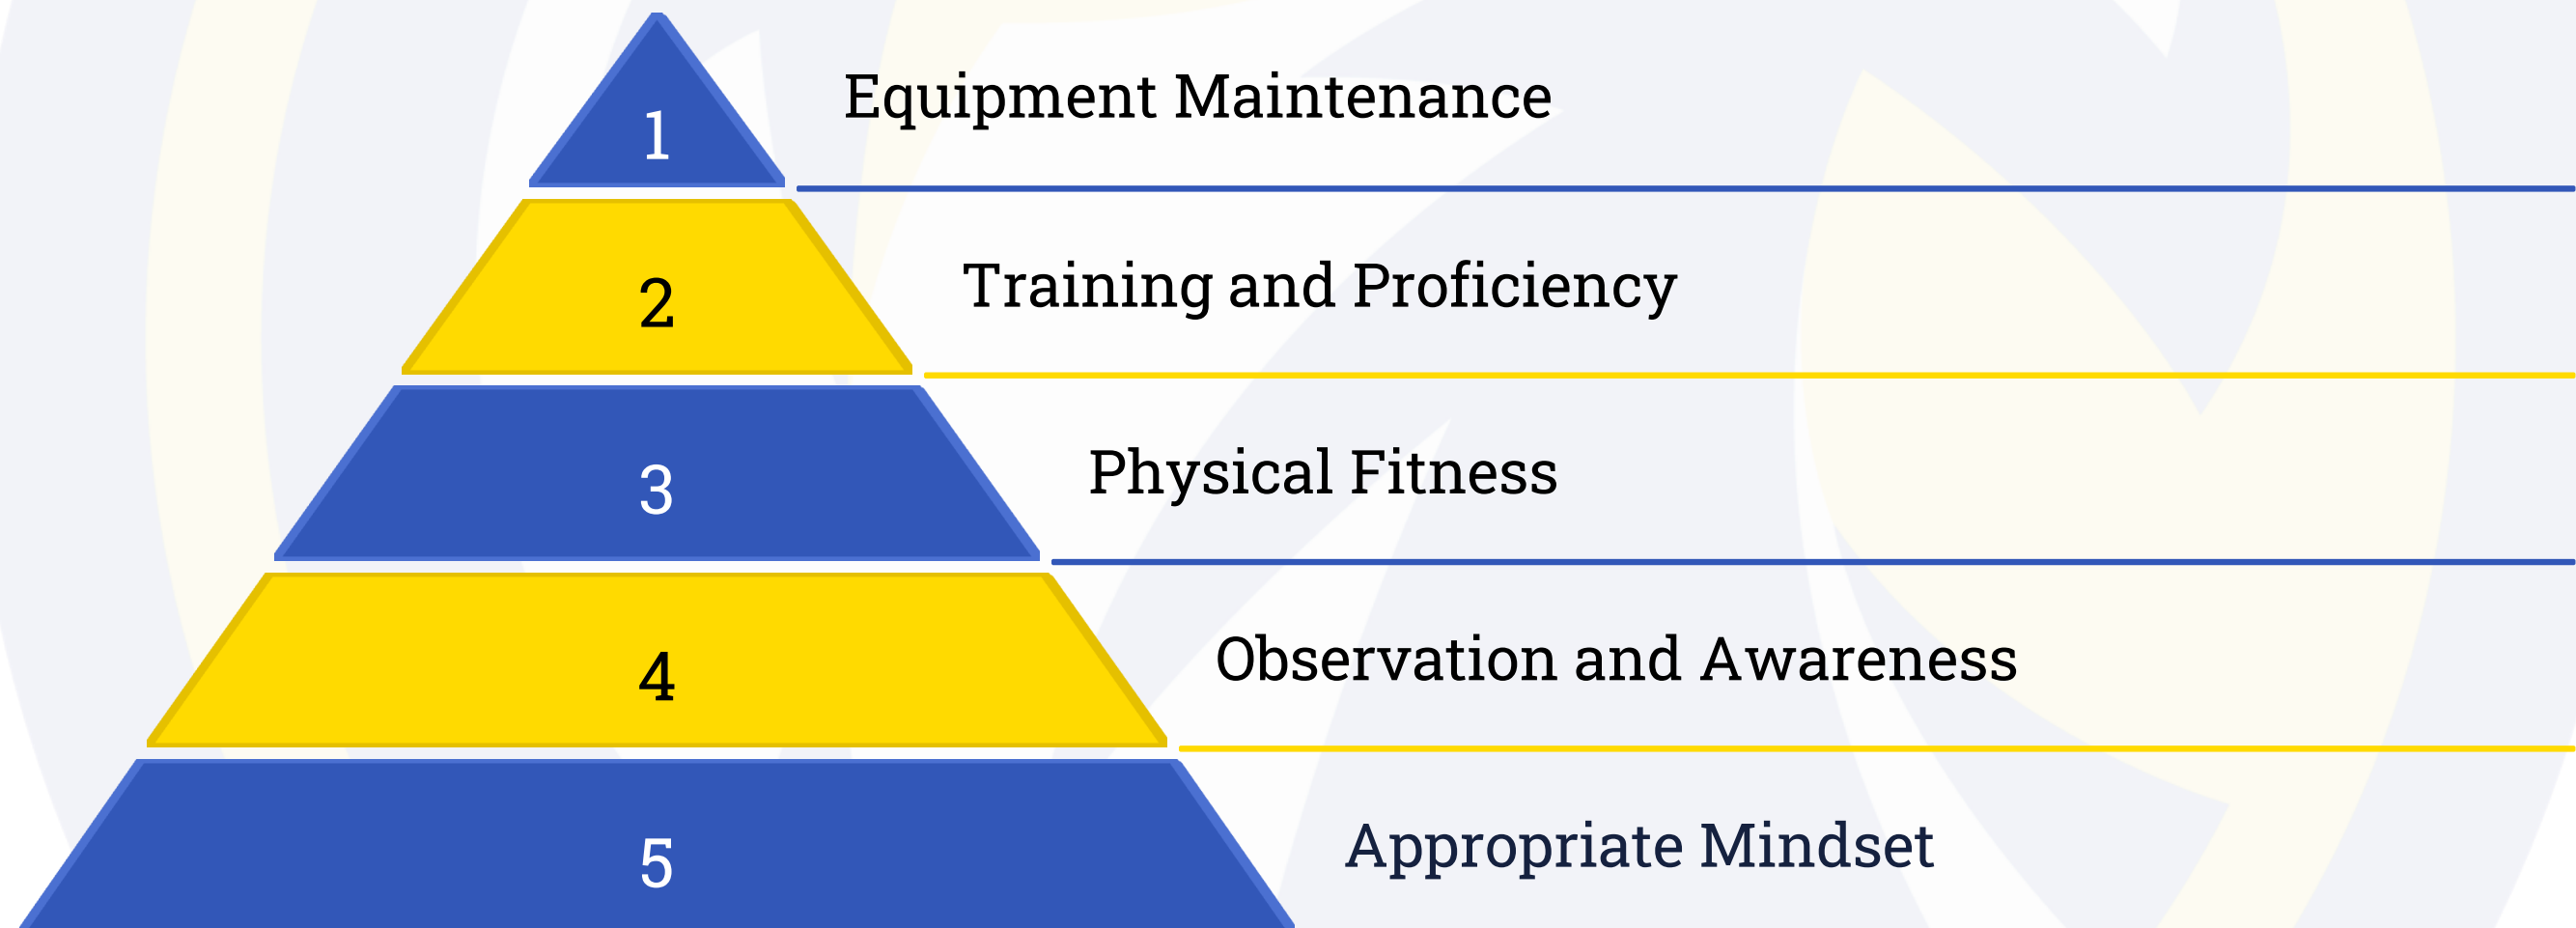 1
Equipment Maintenance
2
Training and Proficiency
3
Physical Fitness
4
Observation and Awareness
5
Appropriate Mindset